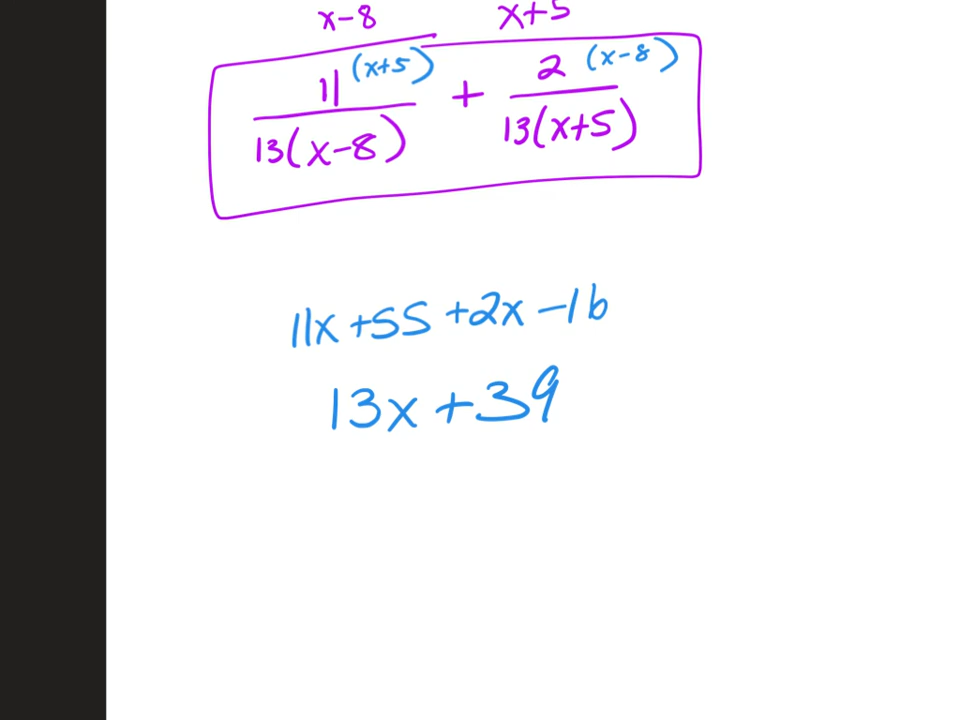 x-8 x+5
11 (x+5) + 2 (x-8)
13(x-8) 13(x+5)
11x+55+2x-16
13x+39